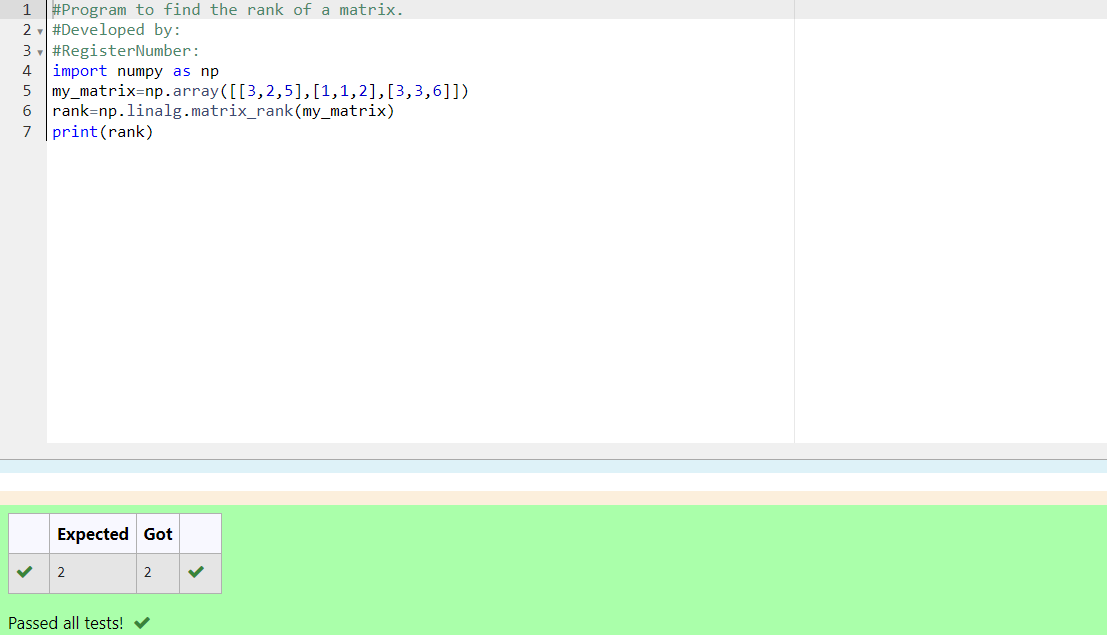 1 #Program to find the rank of a matrix.
2 #Developed by:
3 #RegisterNumber:
4 import numpy as np
5 my_matrix=np.array([[3,2,5],[1,1,2],[3,3,6]])
6 rank=np.linalg.matrix_rank(my_matrix)
7 print(rank)
Expected Got
2 2
Passed all tests!